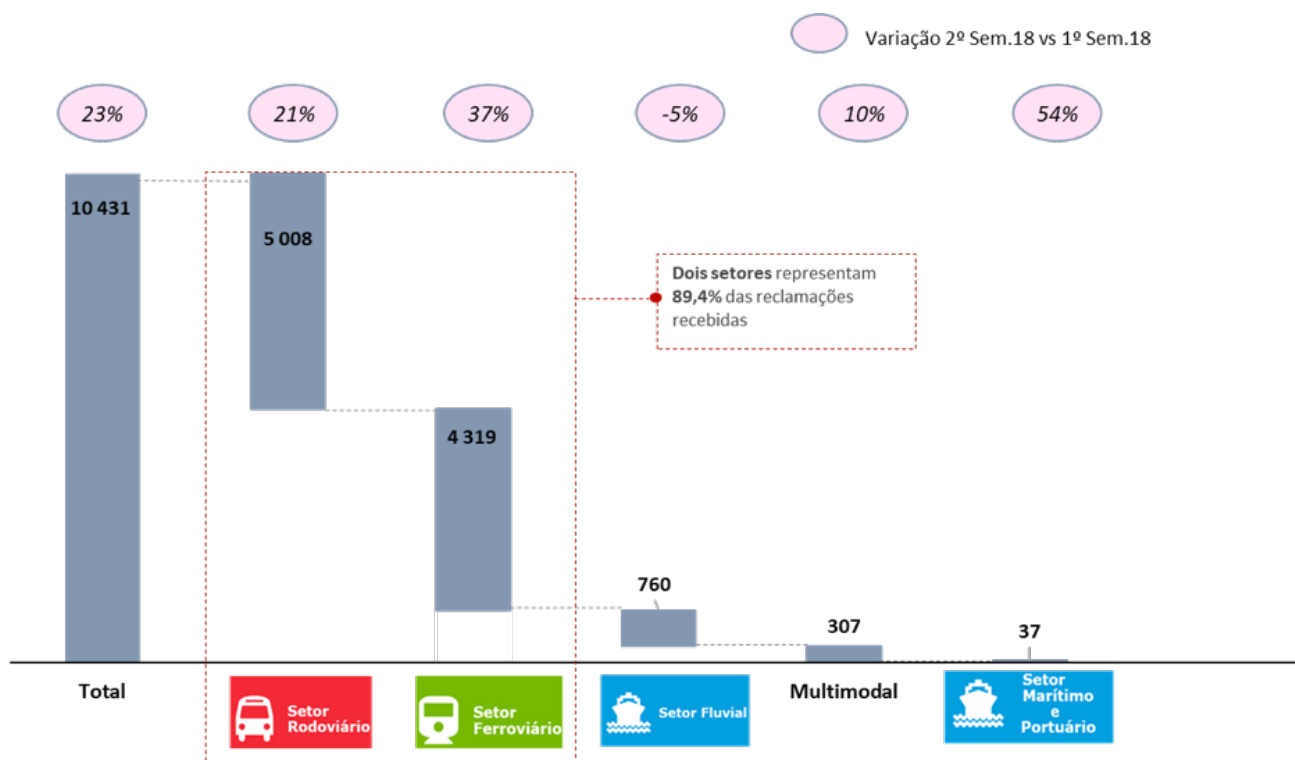 Variação 2º Sem.18 vs 1º Sem.18
23%
21%
37%
-5%
10%
54%
10 431
5 008
4 319
760
307
37
Dois setores representam
89,4% das reclamações
recebidas
Total
Setor
Rodoviário
Setor
Ferroviário
Setor Fluvial
Multimodal
Setor
Marítimo
e
Portuário